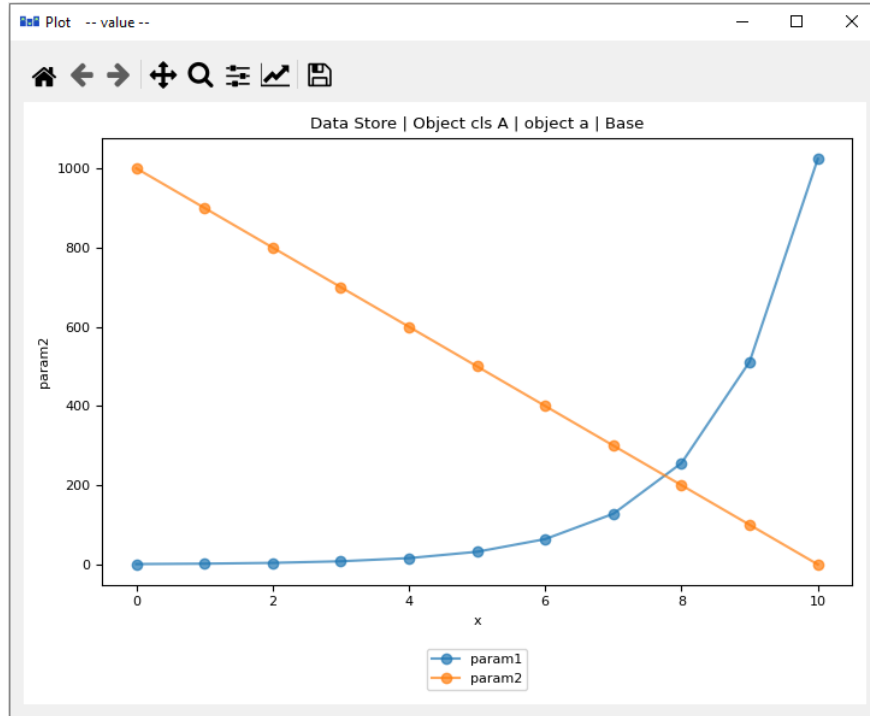 Plot -- value --
Data Store | Object cls A | object a | Base
1000
800
600
400
200
0
param2
0 2 4 6 8 10
x
param1
param2